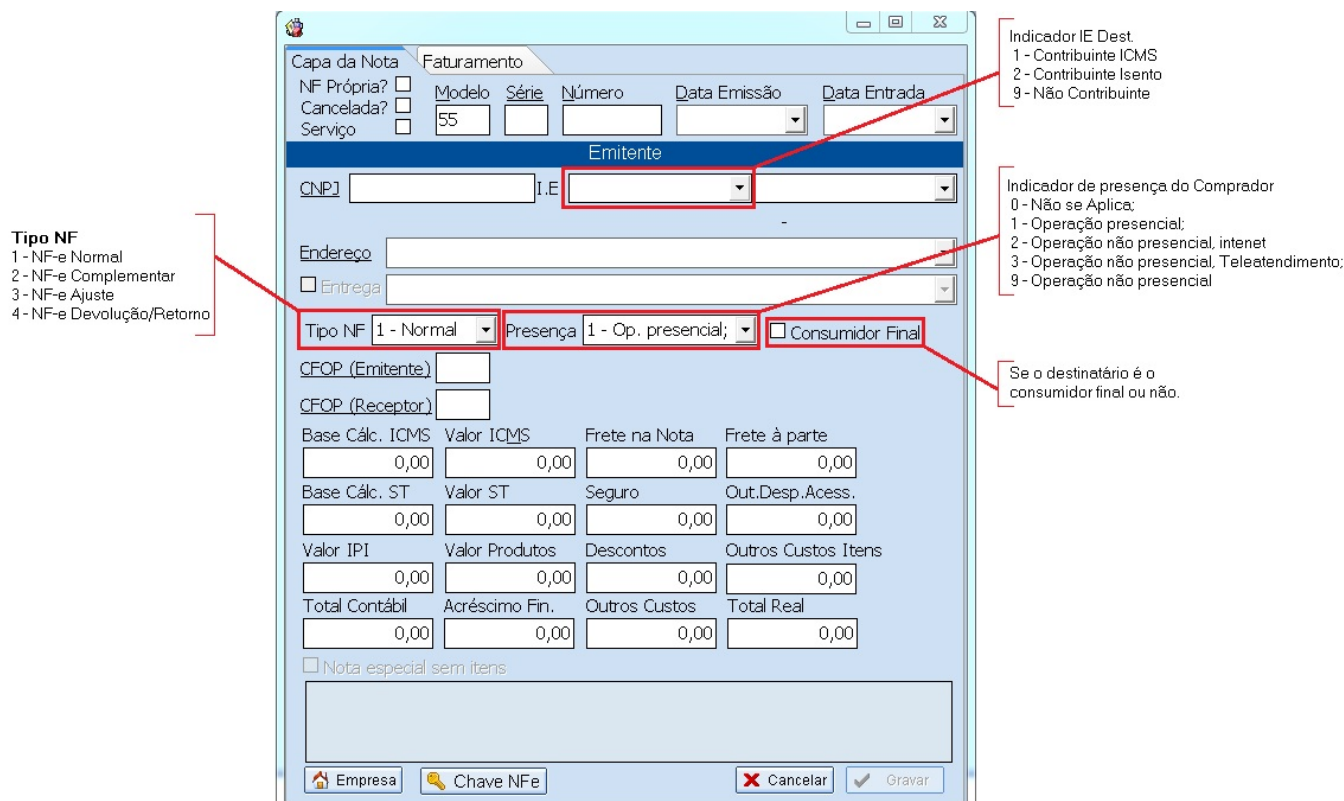 Indicador IE Dest.
1 - Contribuinte ICMS
2 - Contribuinte Isento
9 - Não Contribuinte
Capa da Nota Faturamento
NF Própria?
Cancelada?
Serviço
Modelo Série Número Data Emissão Data Entrada
55
Emitente
CNPJ I.E
-
Indicador de presença do Comprador
0 - Não se Aplica;
1 - Operação presencial;
2 - Operação não presencial, intenet
3 - Operação não presencial, Teleatendimento;
9 - Operação não presencial
Tipo NF
1 - NF-e Normal
2 - NF-e Complementar
3 - NF-e Ajuste
4 - NF-e Devolução/Retorno
Endereço
Entrega
Tipo NF 1 - Normal Presença 1 - Op. presencial; Consumidor Final
Se o destinatário é o
consumidor final ou não.
CFOP (Emitente)
CFOP (Receptor)
Base Cálc. ICMS Valor ICMS Frete na Nota Frete à parte
0,00 0,00 0,00 0,00
Base Cálc. ST Valor ST Seguro Out.Desp.Acess.
0,00 0,00 0,00 0,00
Valor IPI Valor Produtos Descontos Outros Custos Itens
0,00 0,00 0,00 0,00
Total Contábil Acréscimo Fin. Outros Custos Total Real
0,00 0,00 0,00 0,00
Nota especial sem itens
Empresa Chave NFe Cancelar Gravar